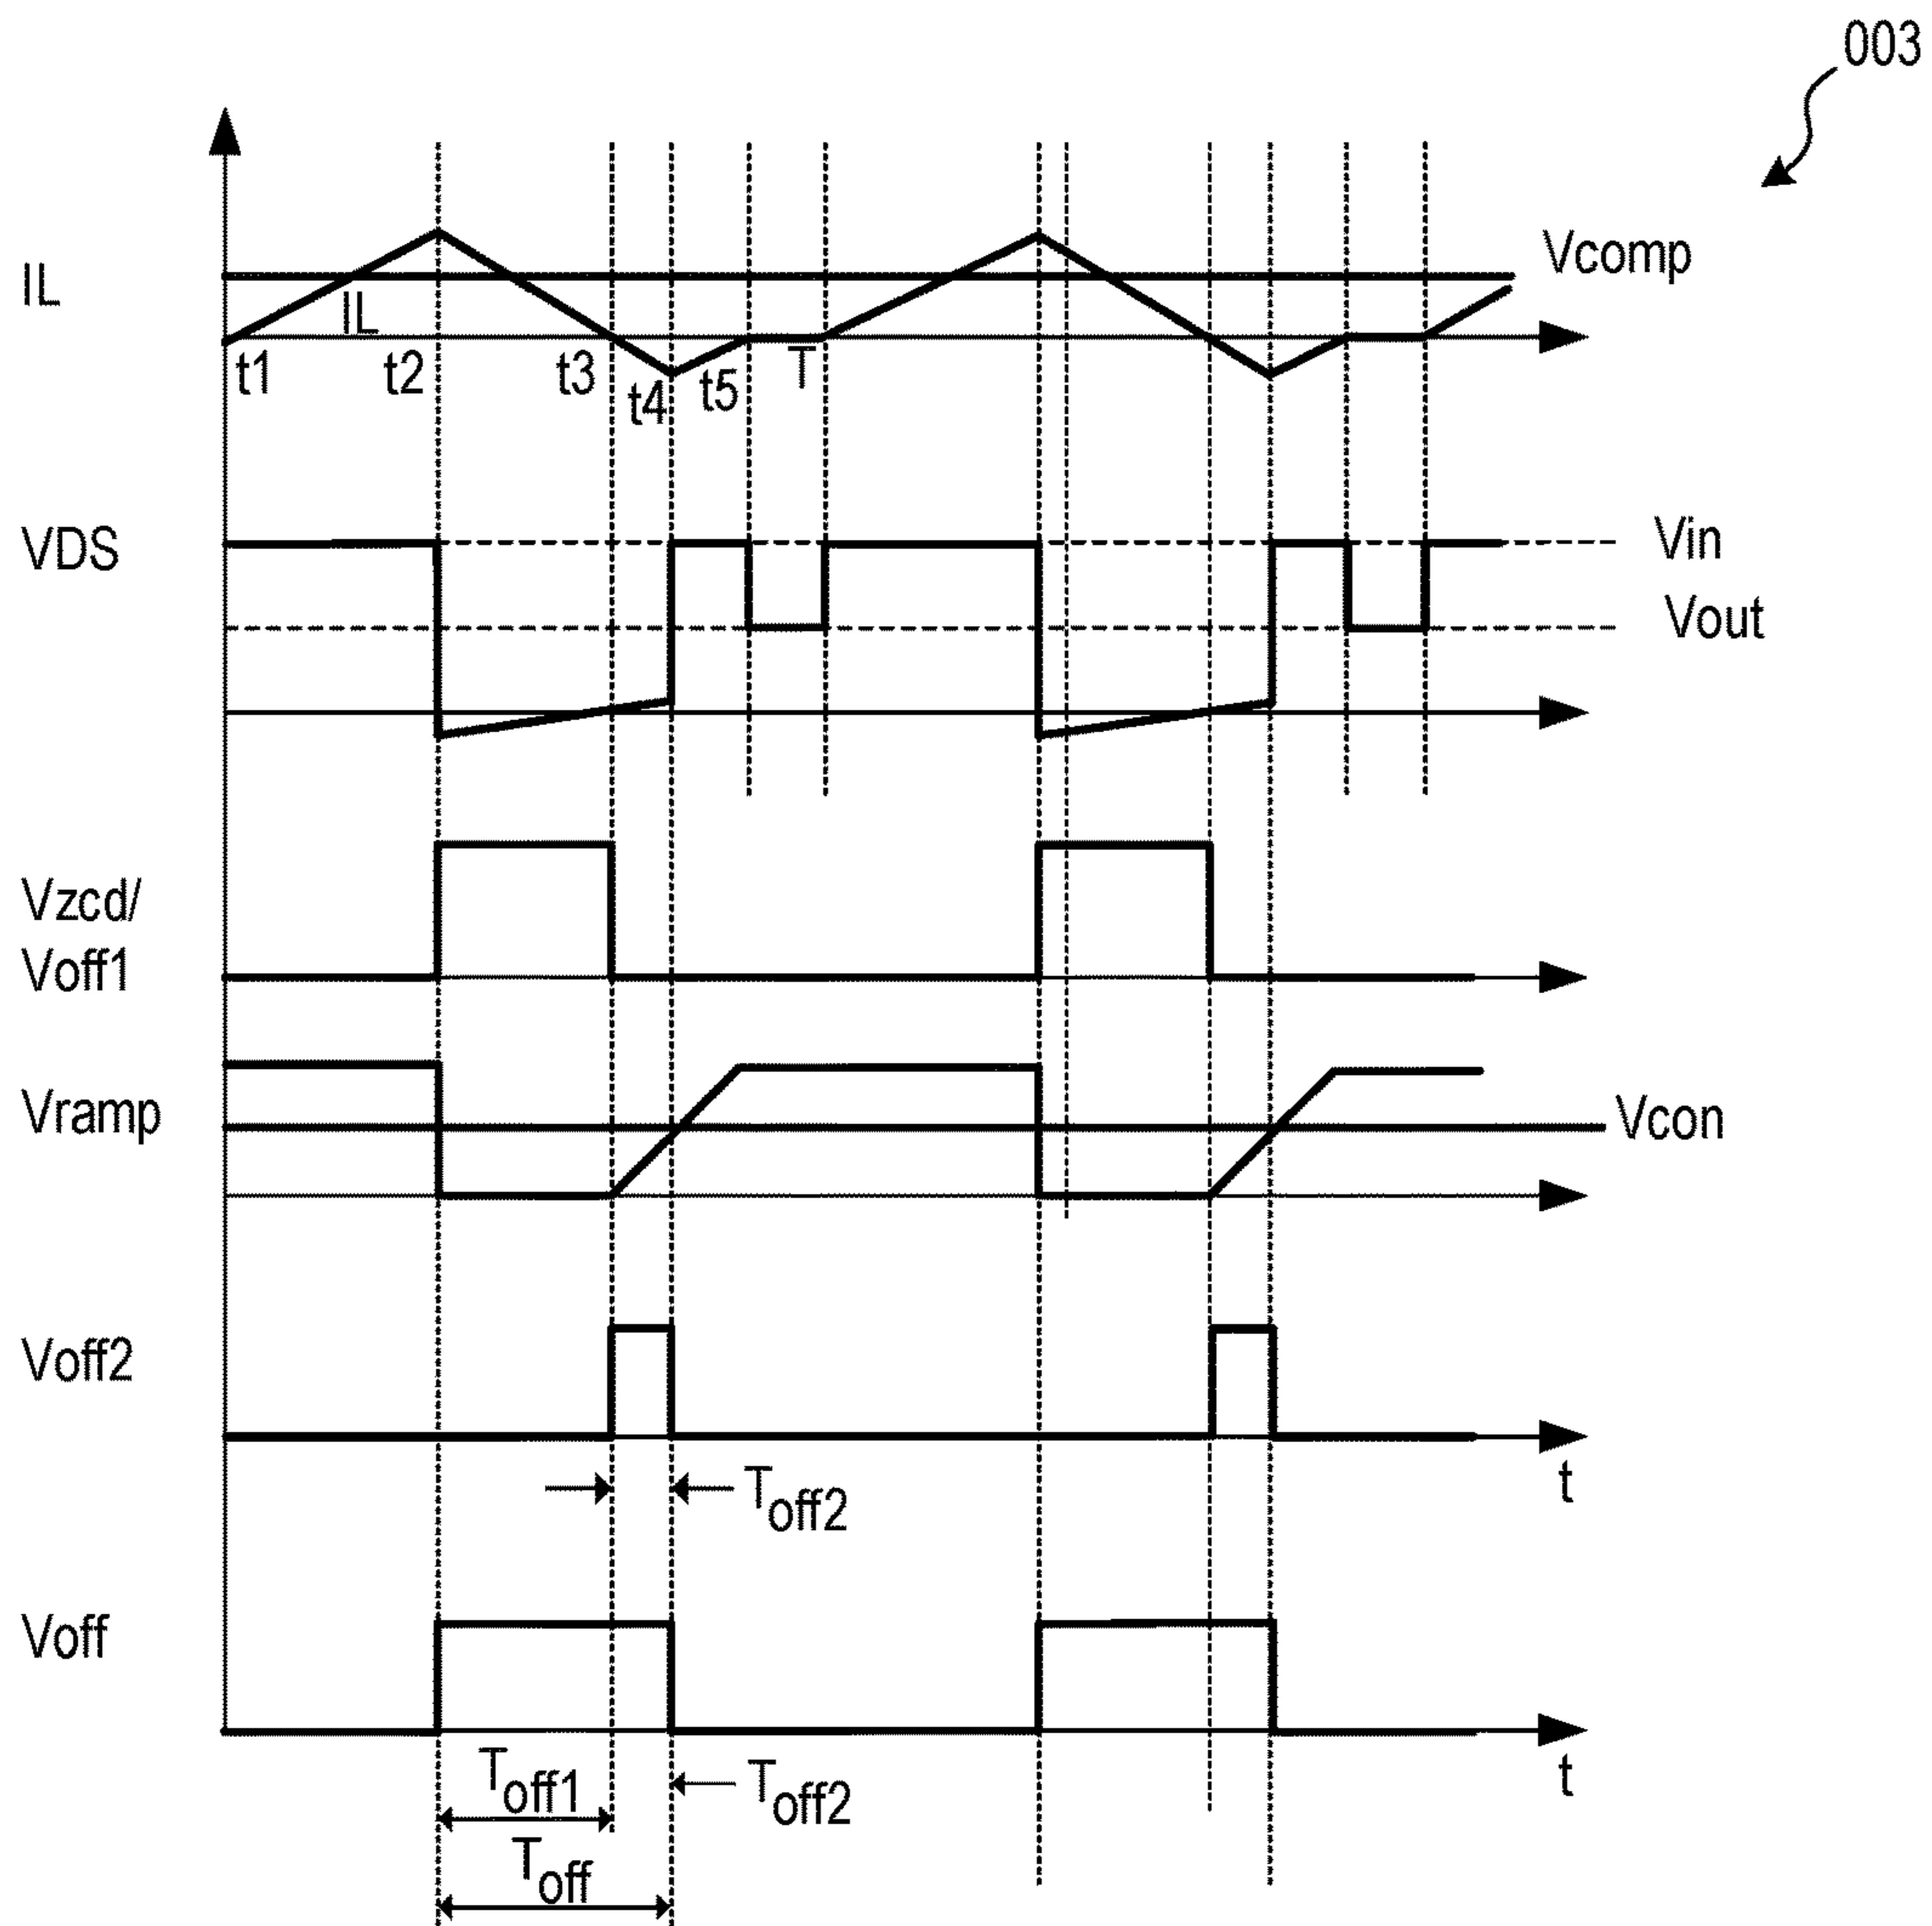 003
Vcomp
IL
IL
t1
t2
t3
t4
t5
T
VDS
Vin
Vout
Vzcd/
Voff1
Vramp
Vcon
Voff2
t
Toff2
Voff
t
Toff1
Toff2
Toff